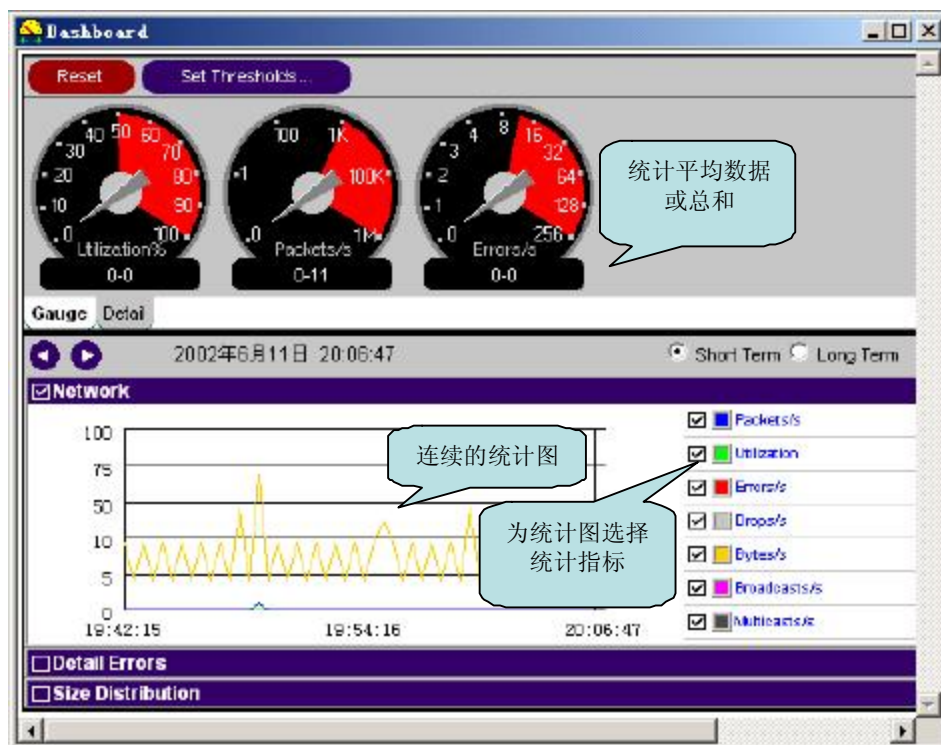 Dashboard
Reset
Set Thresholds...
0 10 20 30 40 50 60 70 80 90 100
Utilization%
0-0
0 1 100 1K 100K 1M
Packets/s
0-11
0 1 2 3 4 8 16 32 64 128 256
Errors/s
0-0
统计平均数据
或总和
Gauge Detail
2002年6月11日 20:06:47
Short Term Long Term
Network
100
75
50
10
5
0
19:42:15 19:54:16 20:06:47
连续的统计图
为统计图选择
统计指标
Packets/s
Utilization
Errors/s
Drops/s
Bytes/s
Broadcasts/s
Multicasts/s
Detail Errors
Size Distribution